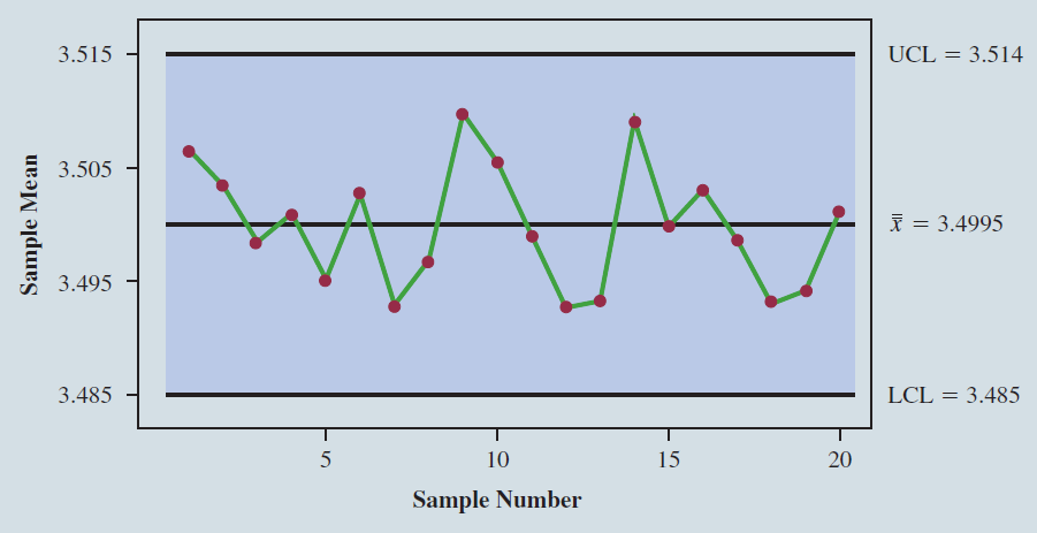 3.515
UCL = 3.514
3.505
x̿ = 3.4995
3.495
3.485
LCL = 3.485
Sample Mean
5
10
15
20
Sample Number